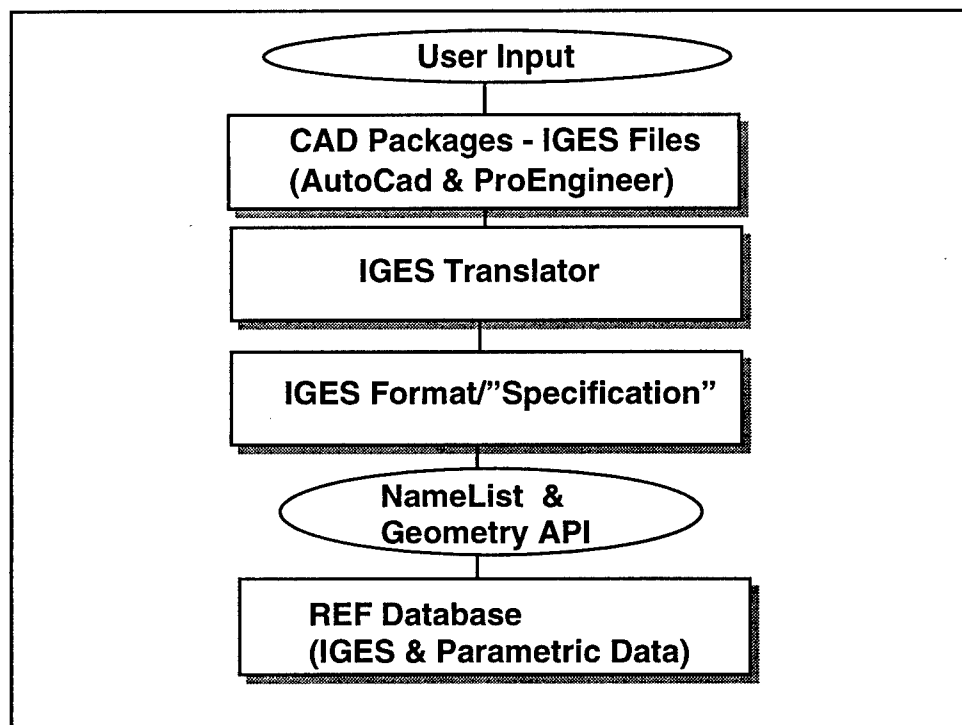 User Input
CAD Packages - IGES Files
(AutoCad & ProEngineer)
IGES Translator
IGES Format/”Specification”
NameList &
Geometry API
REF Database
(IGES & Parametric Data)